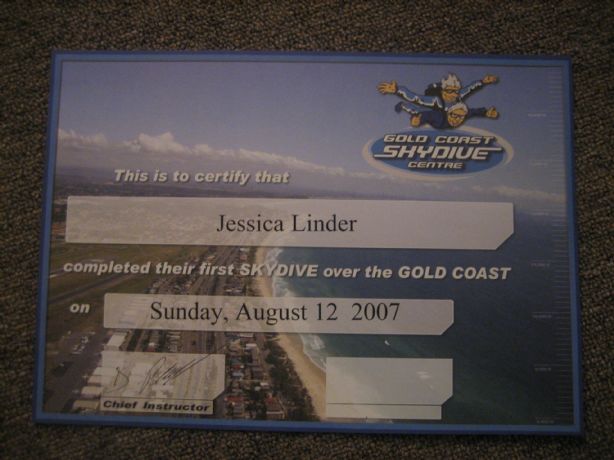 GOLD COAST
SKYDIVE
CENTRE
This is to certify that
Jessica Linder
completed their first SKYDIVE over the GOLD COAST
on Sunday, August 12 2007
Chief Instructor